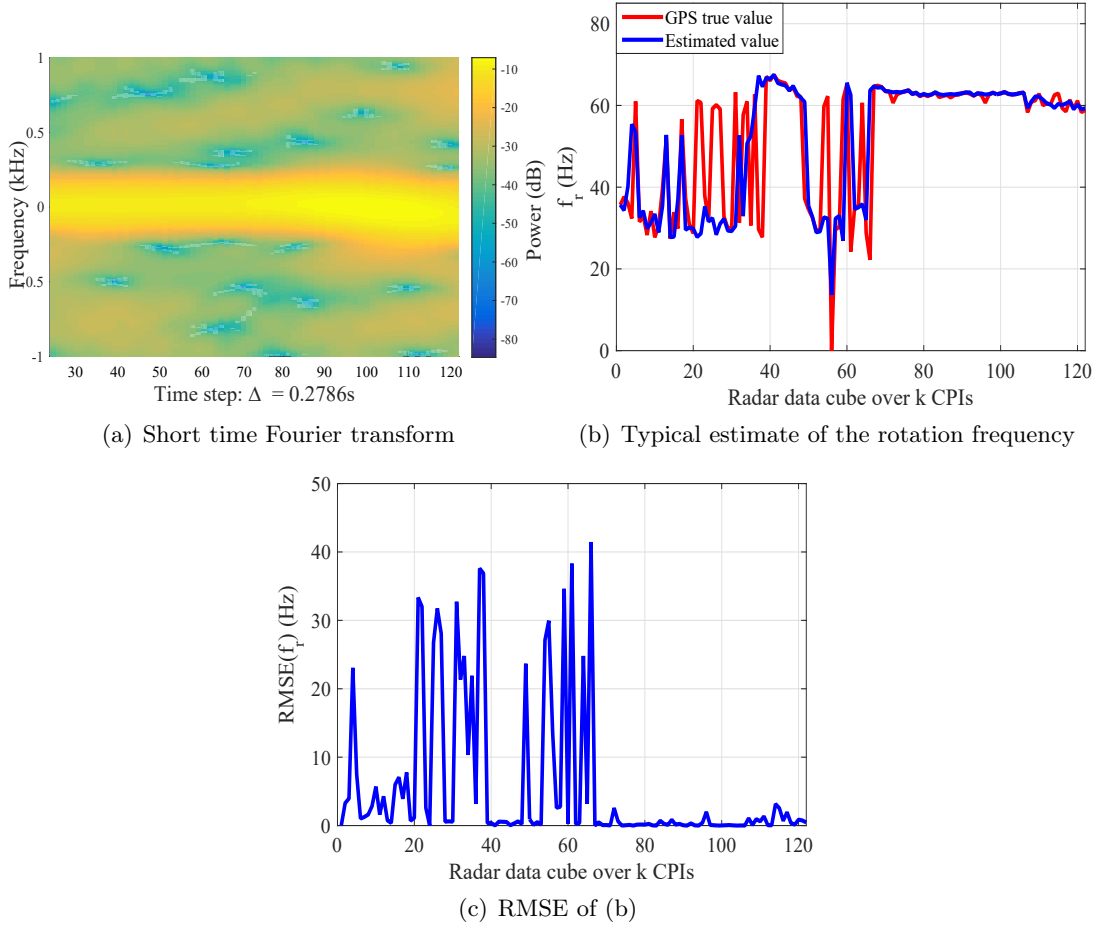 GPS true value
Estimated value
1
0.5
0
-0.5
-1
Frequency (kHz)
30 40 50 60 70 80 90 100 110 120
Time step: Δ = 0.2786s
-10
-20
-30
-40
-50
-60
-70
-80
Power (dB)
80
60
40
20
0
f_r (Hz)
0 20 40 60 80 100 120
Radar data cube over k CPIs
(a) Short time Fourier transform
(b) Typical estimate of the rotation frequency
50
40
30
20
10
0
RMSE(f_r) (Hz)
0 20 40 60 80 100 120
Radar data cube over k CPIs
(c) RMSE of (b)